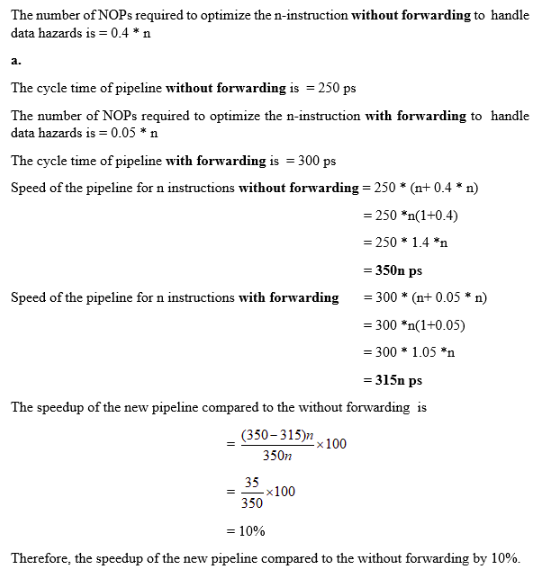 The number of NOPs required to optimize the n-instruction without forwarding to handle
data hazards is = 0.4 * n
a.
The cycle time of pipeline without forwarding is = 250 ps
The number of NOPs required to optimize the n-instruction with forwarding to handle
data hazards is = 0.05 * n
The cycle time of pipeline with forwarding is = 300 ps
Speed of the pipeline for n instructions without forwarding = 250 * (n+ 0.4 * n)
= 250 *n(1+0.4)
= 250 * 1.4 *n
= 350n ps
Speed of the pipeline for n instructions with forwarding = 300 * (n+ 0.05 * n)
= 300 *n(1+0.05)
= 300 * 1.05 *n
= 315n ps
The speedup of the new pipeline compared to the without forwarding is
= (350−315)n / 350n ×100
= 35 / 350 ×100
= 10%
Therefore, the speedup of the new pipeline compared to the without forwarding by 10%.